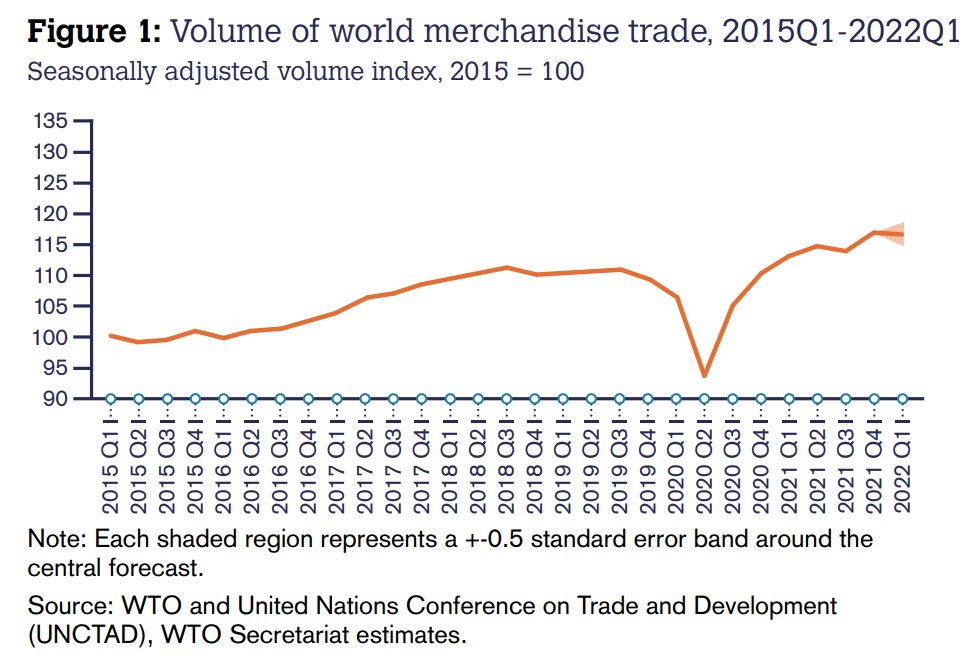 Figure 1: Volume of world merchandise trade, 2015Q1-2022Q1
Seasonally adjusted volume index, 2015 = 100
135
130
125
120
115
110
105
100
95
90
2015 Q1
2015 Q2
2015 Q3
2015 Q4
2016 Q1
2016 Q2
2016 Q3
2016 Q4
2017 Q1
2017 Q2
2017 Q3
2017 Q4
2018 Q1
2018 Q2
2018 Q3
2018 Q4
2019 Q1
2019 Q2
2019 Q3
2019 Q4
2020 Q1
2020 Q2
2020 Q3
2020 Q4
2021 Q1
2021 Q2
2021 Q3
2021 Q4
2022 Q1
Note: Each shaded region represents a +-0.5 standard error band around the
central forecast.
Source: WTO and United Nations Conference on Trade and Development
(UNCTAD), WTO Secretariat estimates.